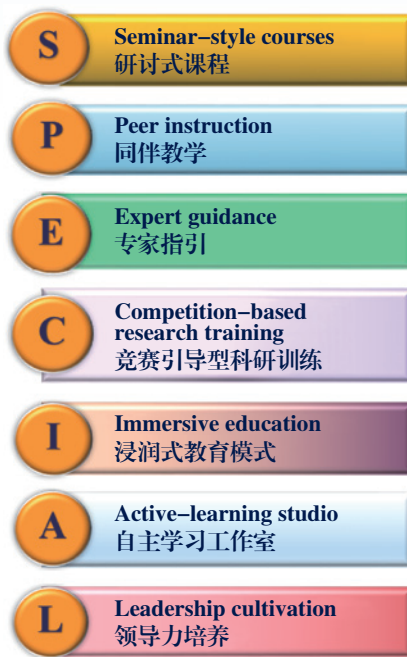 S
Seminar–style courses
研讨式课程
P
Peer instruction
同伴教学
E
Expert guidance
专家指引
C
Competition–based
research training
竞赛引导型科研训练
I
Immersive education
浸润式教育模式
A
Active–learning studio
自主学习工作室
L
Leadership cultivation
领导力培养